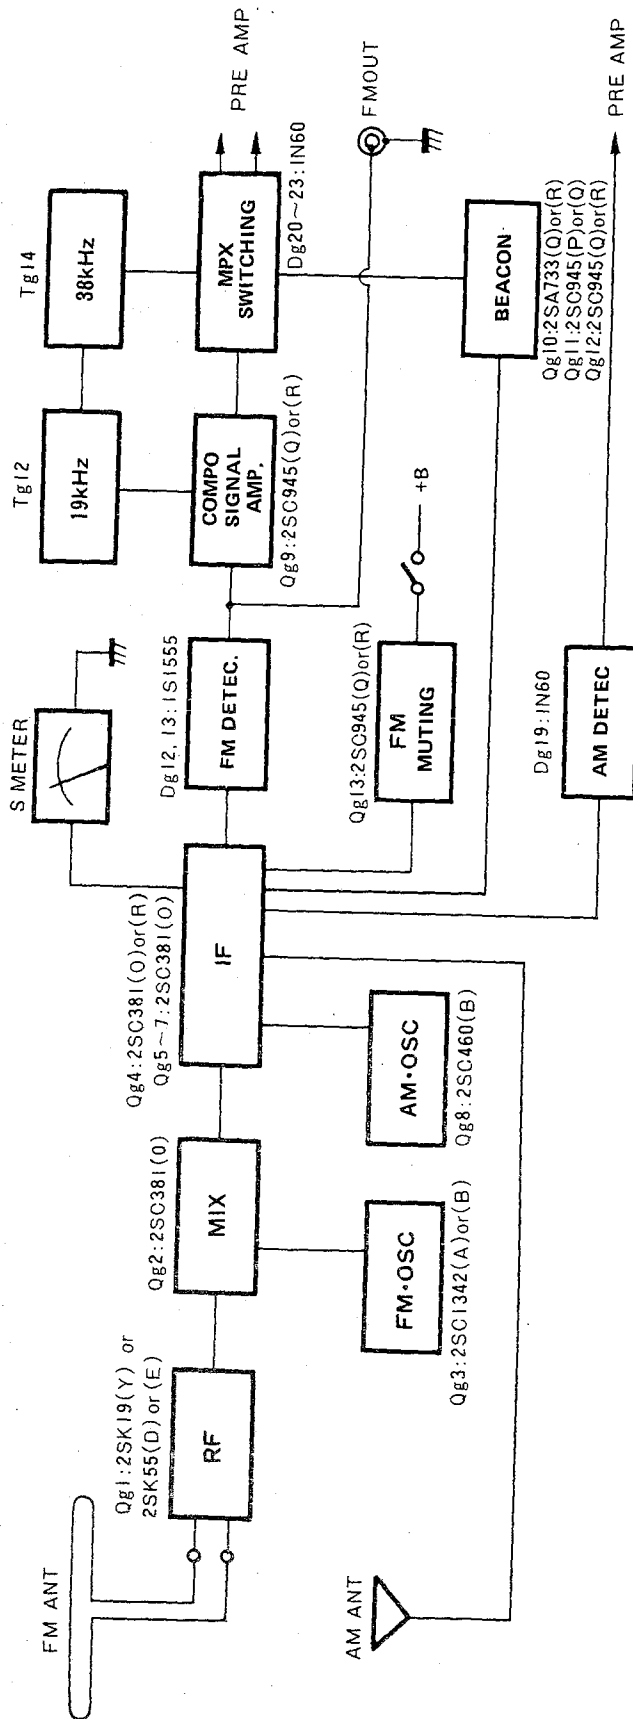 FM ANT
Qg1:2SK19(Y) or
2SK55(D)or(E)
RF
Qg2:2SC381(O)
MIX
FM·OSC
Qg3:2SC1342(A)or(B)
AM ANT
Qg4:2SC381(O)or(R)
Qg5~7:2SC381(O)
IF
AM·OSC
Qg8:2SC460(B)
S METER
Dg12,13:1S1555
FM DETEC.
Qg13:2SC945(Q)or(R)
FM
MUTING
+B
Dg19:IN60
AM DETEC
PRE AMP
Tg12
19kHz
COMPO
SIGNAL
AMP.
Qg9:2SC945(Q)or(R)
Tg14
38kHz
MPX
SWITCHING
Dg20~23:IN60
PRE AMP
FMOUT
BEACON
Qg10:2SA733(Q)or(R)
Qg11:2SC945(P)or(Q)
Qg12:2SC945(Q)or(R)